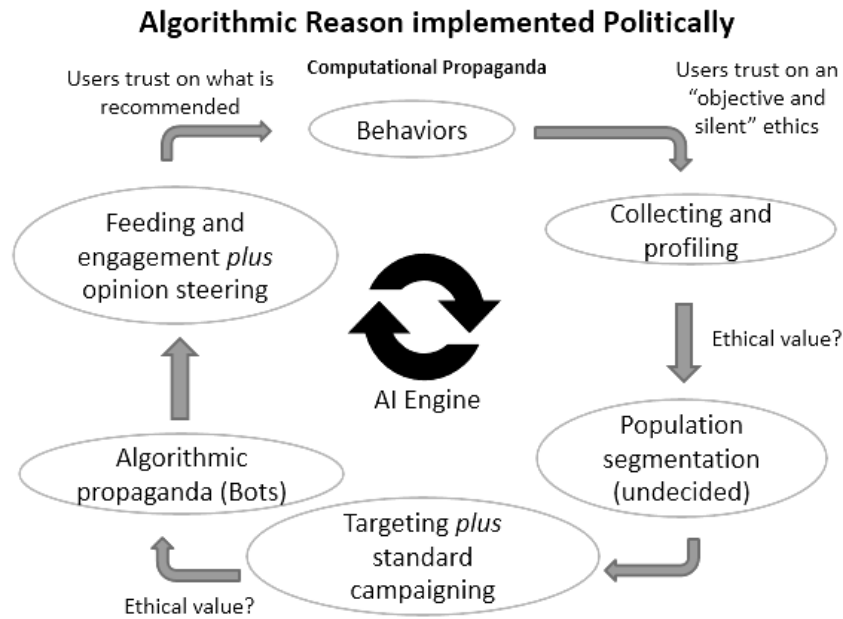 Algorithmic Reason implemented Politically
Computational Propaganda
Users trust on what is
recommended
Behaviors
Users trust on an
“objective and
silent” ethics
Collecting and
profiling
Ethical value?
Population
segmentation
(undecided)
Targeting plus
standard
campaigning
Ethical value?
Algorithmic
propaganda (Bots)
Feeding and
engagement plus
opinion steering
AI Engine